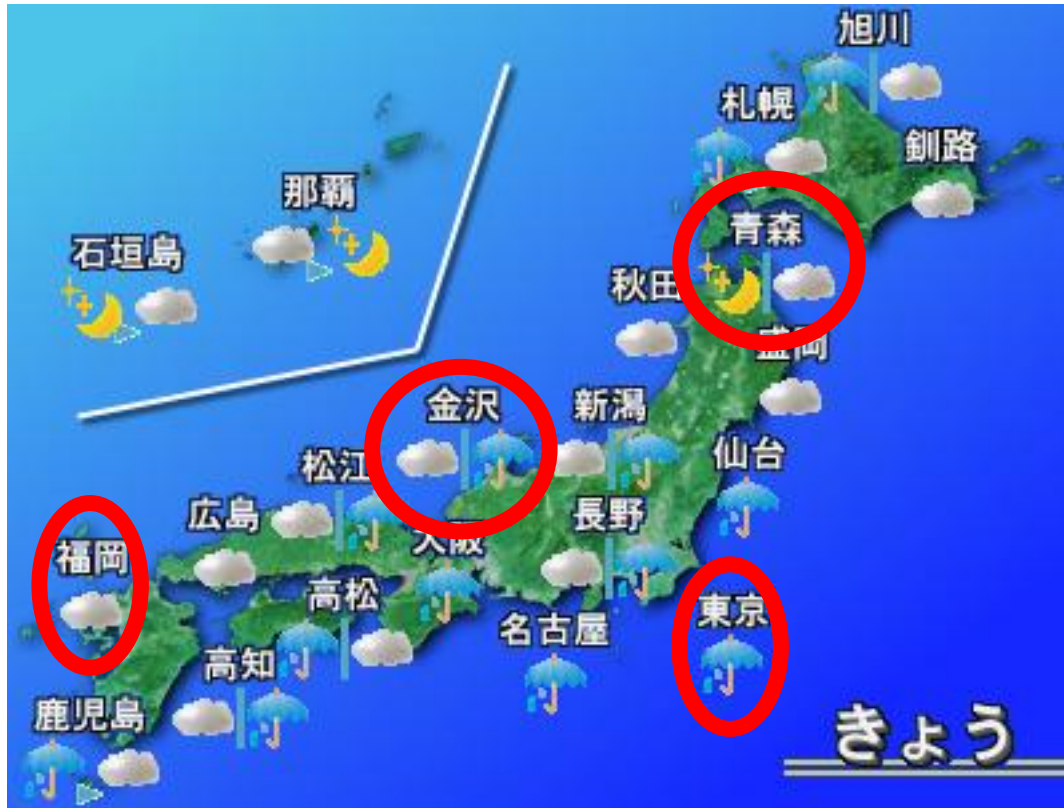 旭川
札幌
釧路
那覇
青森
石垣島
秋田
盛岡
金沢
新潟
松江
仙台
広島
長野
大阪
福岡
高松
東京
名古屋
高知
鹿児島
きょう